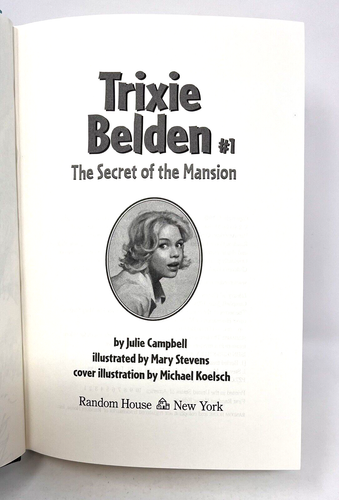 Trixie
Belden #1
The Secret of the Mansion
by Julie Campbell
illustrated by Mary Stevens
cover illustration by Michael Koelsch
Random House New York